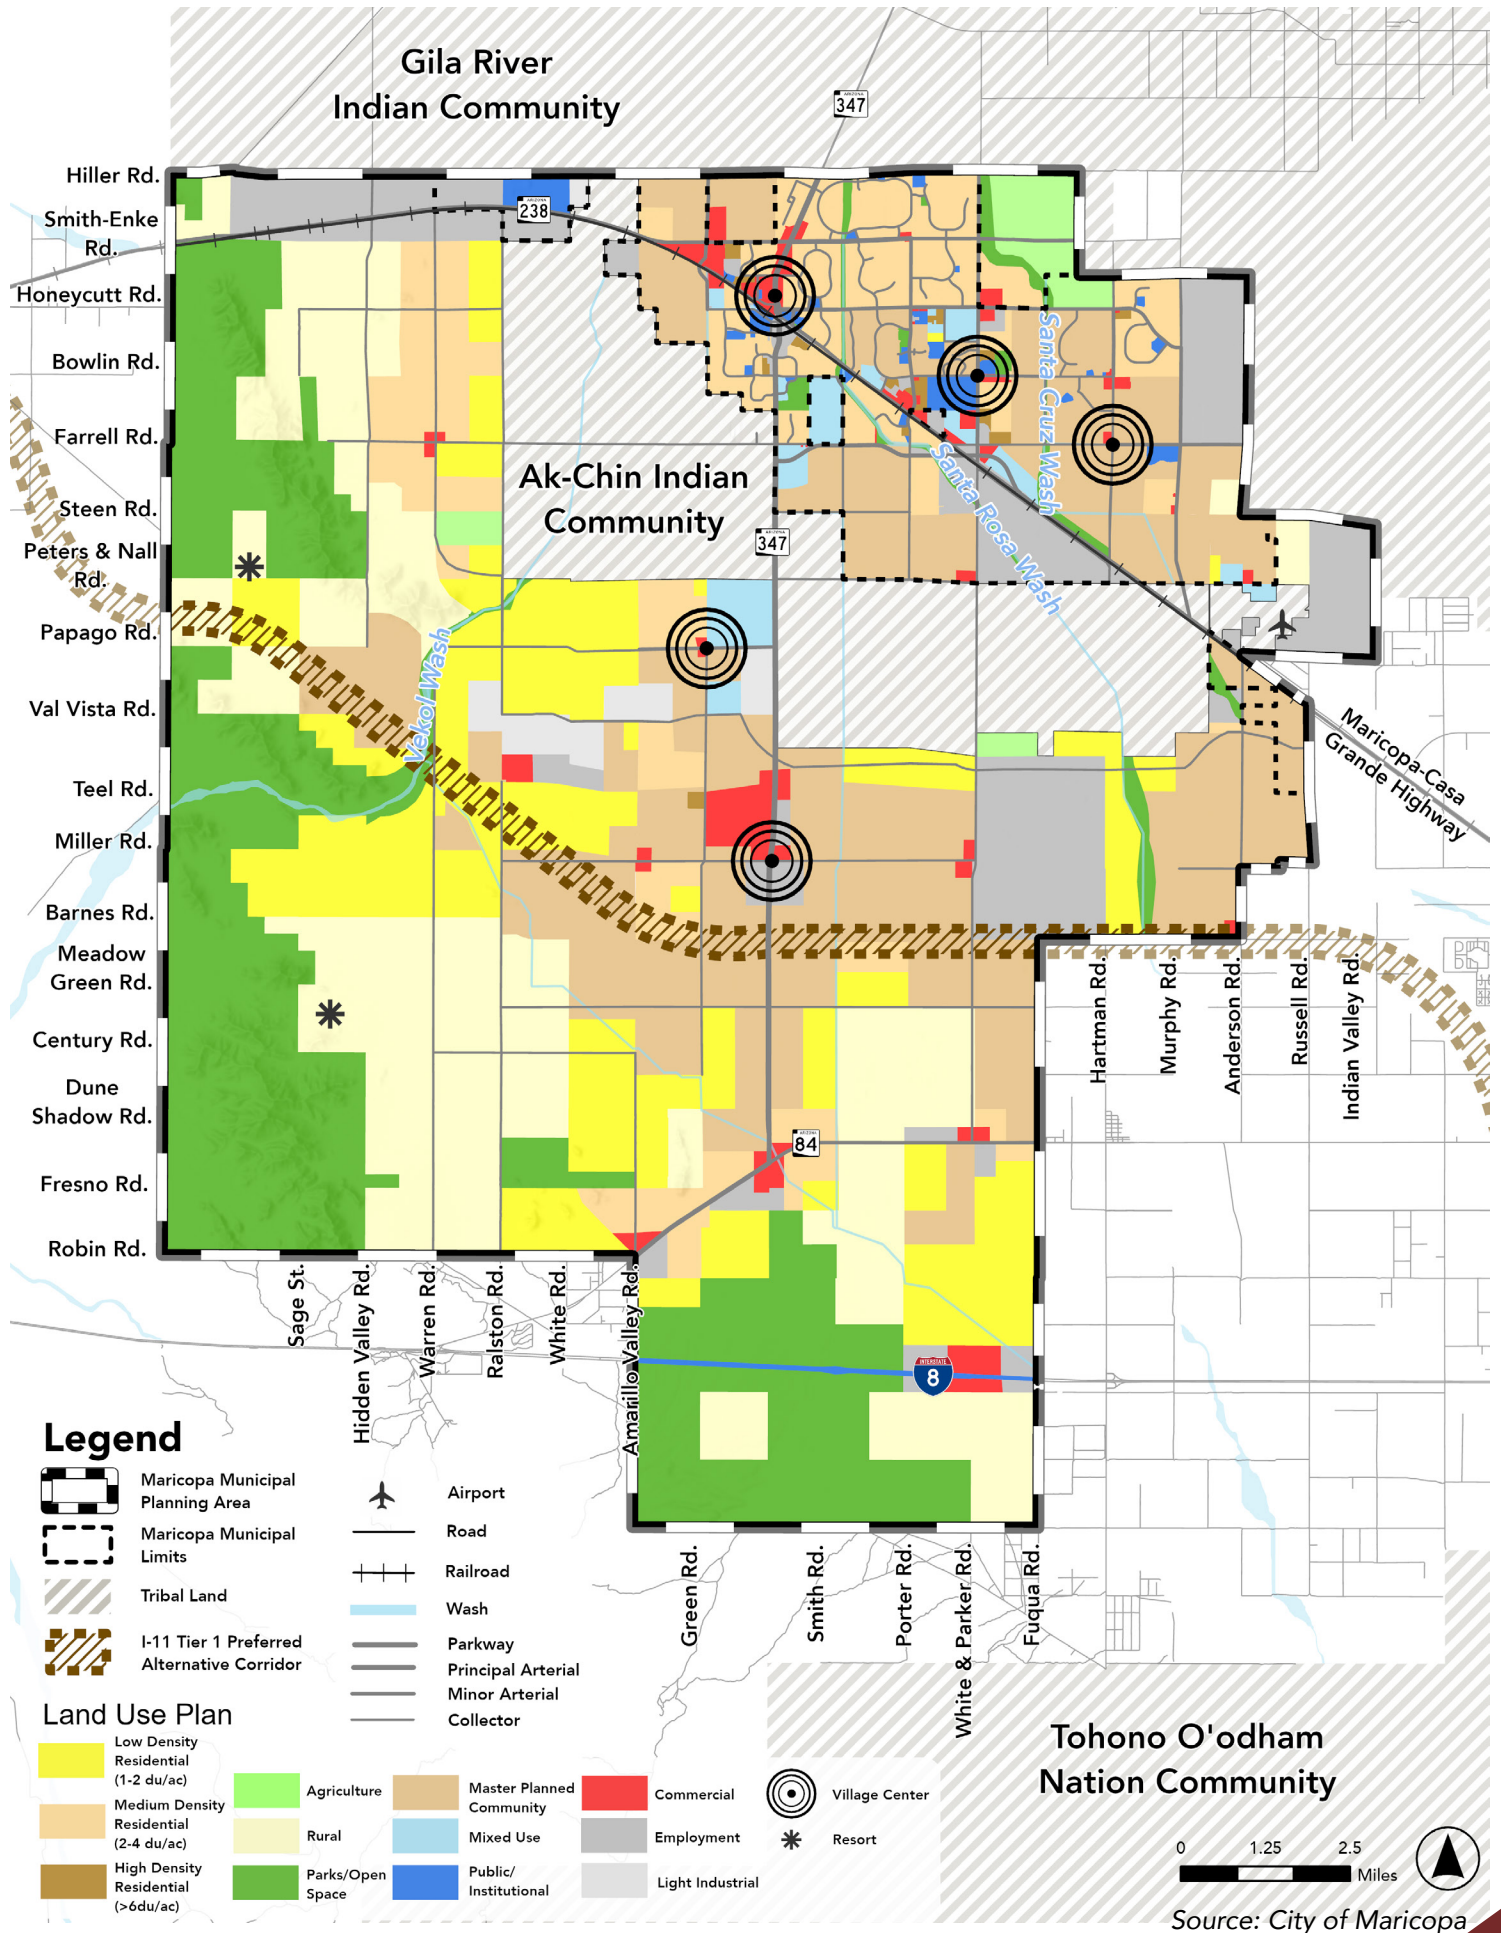 Gila River
Indian Community
ARIZONA
347
Hiller Rd.
Smith-Enke
Rd.
ARIZONA
238
Honeycutt Rd.
Bowlin Rd.
Santa Cruz Wash
Farrell Rd.
Ak-Chin Indian
Community
Santa Rosa Wash
Steen Rd.
ARIZONA
347
Peters & Nall
Rd.
Papago Rd.
Vekol Wash
Val Vista Rd.
Maricopa-Casa
Grande Highway
Teel Rd.
Miller Rd.
Barnes Rd.
Meadow
Green Rd.
Hartman Rd.
Murphy Rd.
Anderson Rd.
Russell Rd.
Indian Valley Rd.
Century Rd.
Dune
Shadow Rd.
ARIZONA
84
Fresno Rd.
Robin Rd.
Sage St.
Hidden Valley Rd.
Warren Rd.
Ralston Rd.
White Rd.
Amarillo Valley Rd.
INTERSTATE
8
Green Rd.
Smith Rd.
Porter Rd.
White & Parker Rd.
Fuqua Rd.
Legend
Maricopa Municipal
Planning Area
Maricopa Municipal
Limits
Tribal Land
I-11 Tier 1 Preferred
Alternative Corridor
Airport
Road
Railroad
Wash
Parkway
Principal Arterial
Minor Arterial
Collector
Land Use Plan
Low Density
Residential
(1-2 du/ac)
Medium Density
Residential
(2-4 du/ac)
High Density
Residential
(>6du/ac)
Agriculture
Rural
Parks/Open
Space
Master Planned
Community
Mixed Use
Public/
Institutional
Commercial
Employment
Light Industrial
Village Center
Resort
Tohono O'odham
Nation Community
0 1.25 2.5
Miles
Source: City of Maricopa